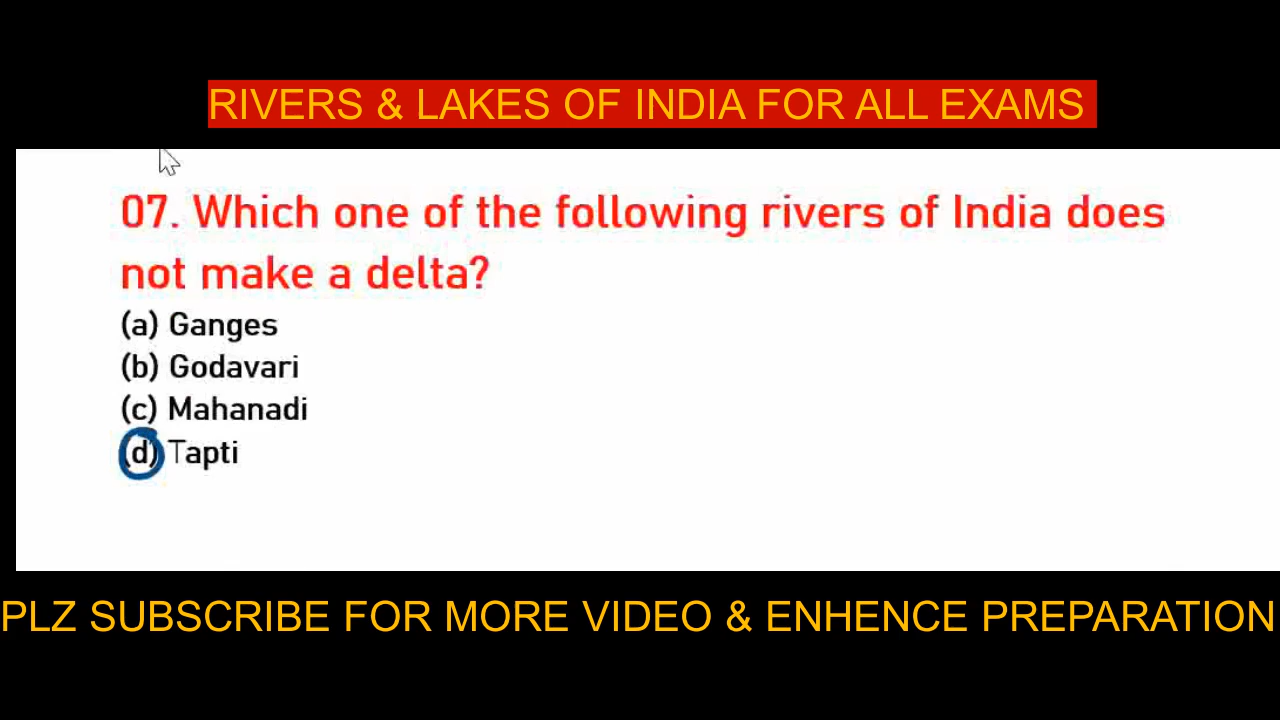 RIVERS & LAKES OF INDIA FOR ALL EXAMS
07. Which one of the following rivers of India does
not make a delta?
(a) Ganges
(b) Godavari
(c) Mahanadi
(d) Tapti
PLZ SUBSCRIBE FOR MORE VIDEO & ENHENCE PREPARATION